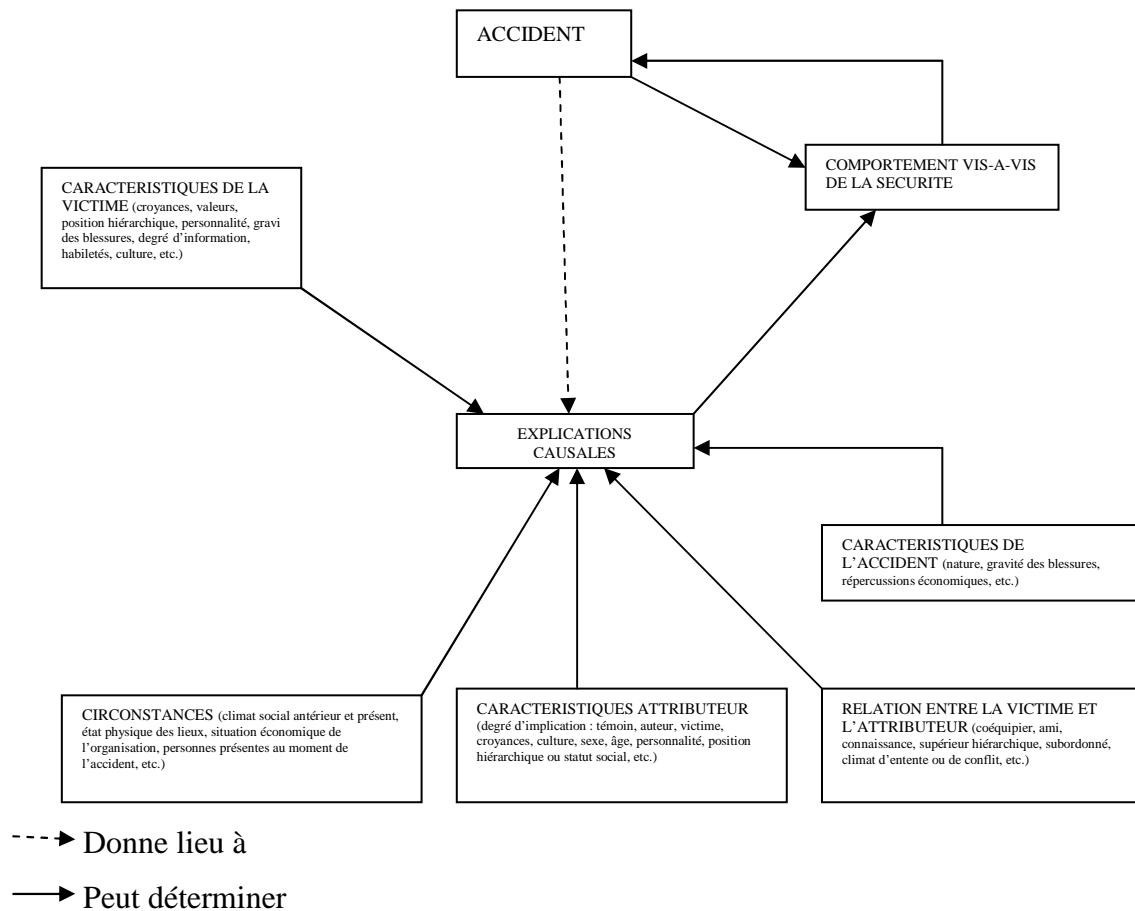 ACCIDENT
COMPORTEMENT VIS-A-VIS
DE LA SECURITE
CARACTERISTIQUES DE LA
VICTIME (croyances, valeurs,
position hiérarchique, personnalité, gravi
des blessures, degré d'information,
habiletés, culture, etc.)
EXPLICATIONS
CAUSALES
CARACTERISTIQUES DE
L'ACCIDENT (nature, gravité des blessures,
répercussions économiques, etc.)
CIRCONSTANCES (climat social antérieur et présent,
état physique des lieux, situation économique de
l'organisation, personnes présentes au moment de
l'accident, etc.)
CARACTERISTIQUES ATTRIBUTEUR
(degré d'implication : témoin, auteur, victime,
croyances, culture, sexe, âge, personnalité, position
hiérarchique ou statut social, etc.)
RELATION ENTRE LA VICTIME ET
L'ATTRIBUTEUR (coéquipier, ami,
connaissance, supérieur hiérarchique, subordonné,
climat d'entente ou de conflit, etc.)
Donne lieu à
Peut déterminer